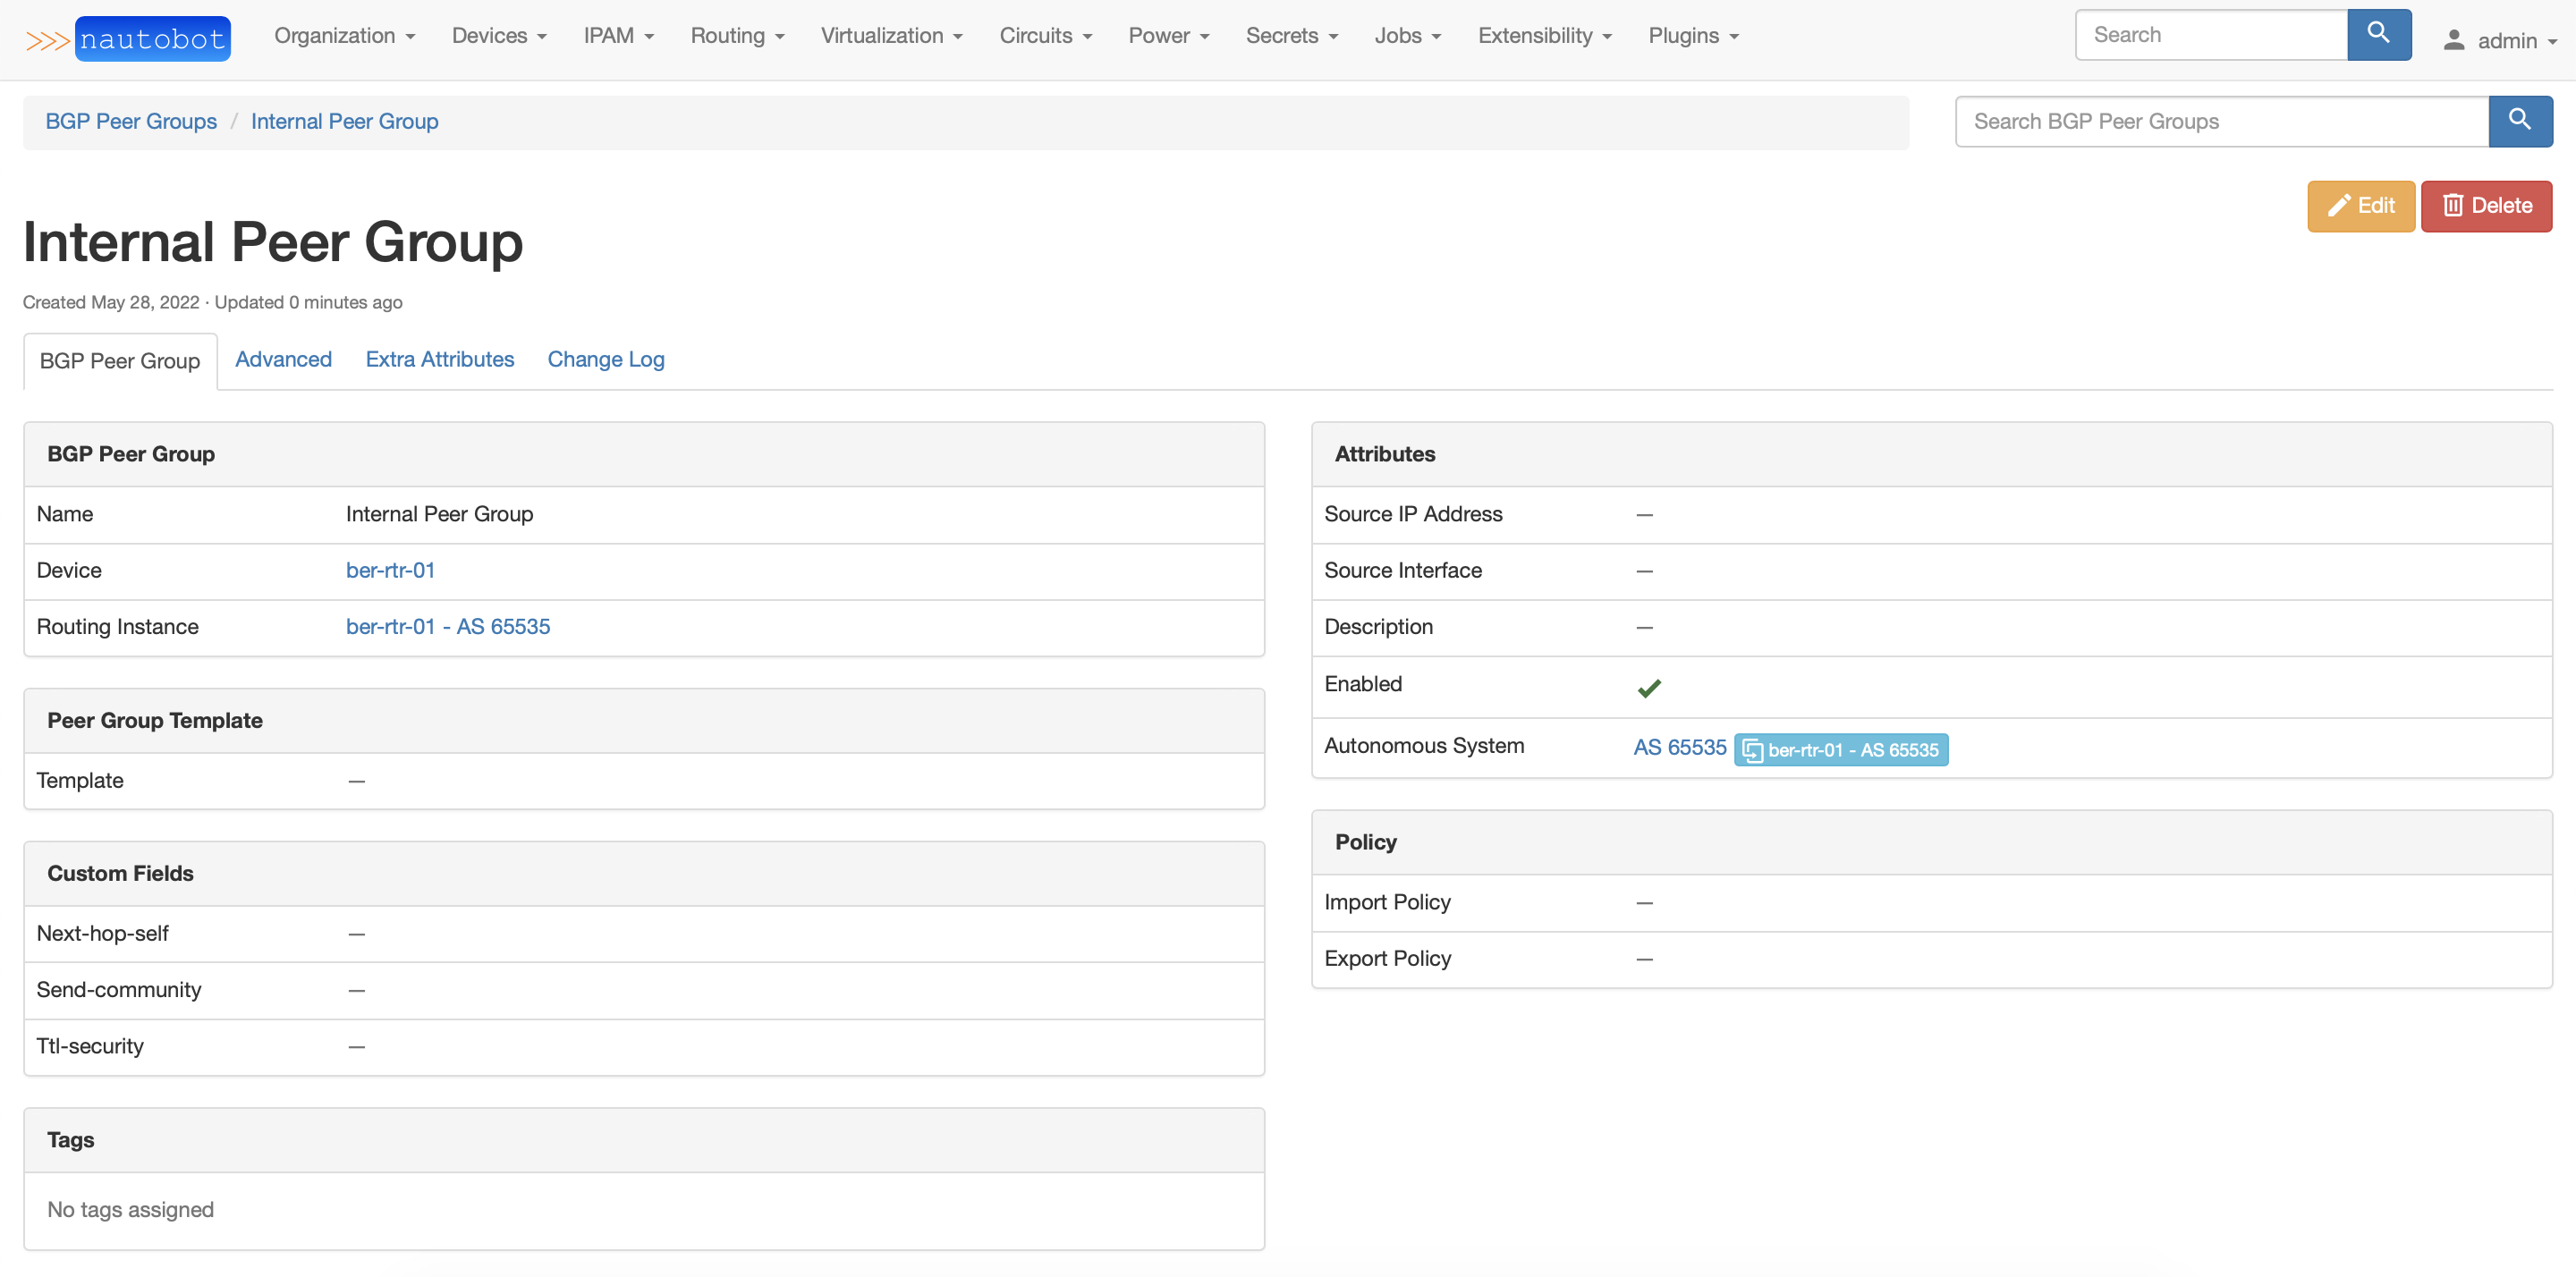 >>> nautobot Organization Devices IPAM Routing Virtualization Circuits Power Secrets Jobs Extensibility Plugins Search admin
BGP Peer Groups / Internal Peer Group Search BGP Peer Groups
Edit Delete
Internal Peer Group
Created May 28, 2022 · Updated 0 minutes ago
BGP Peer Group Advanced Extra Attributes Change Log
BGP Peer Group
Name Internal Peer Group
Device ber-rtr-01
Routing Instance ber-rtr-01 - AS 65535
Peer Group Template
Template —
Custom Fields
Next-hop-self —
Send-community —
Ttl-security —
Tags
No tags assigned
Attributes
Source IP Address —
Source Interface —
Description —
Enabled
Autonomous System AS 65535 ber-rtr-01 - AS 65535
Policy
Import Policy —
Export Policy —